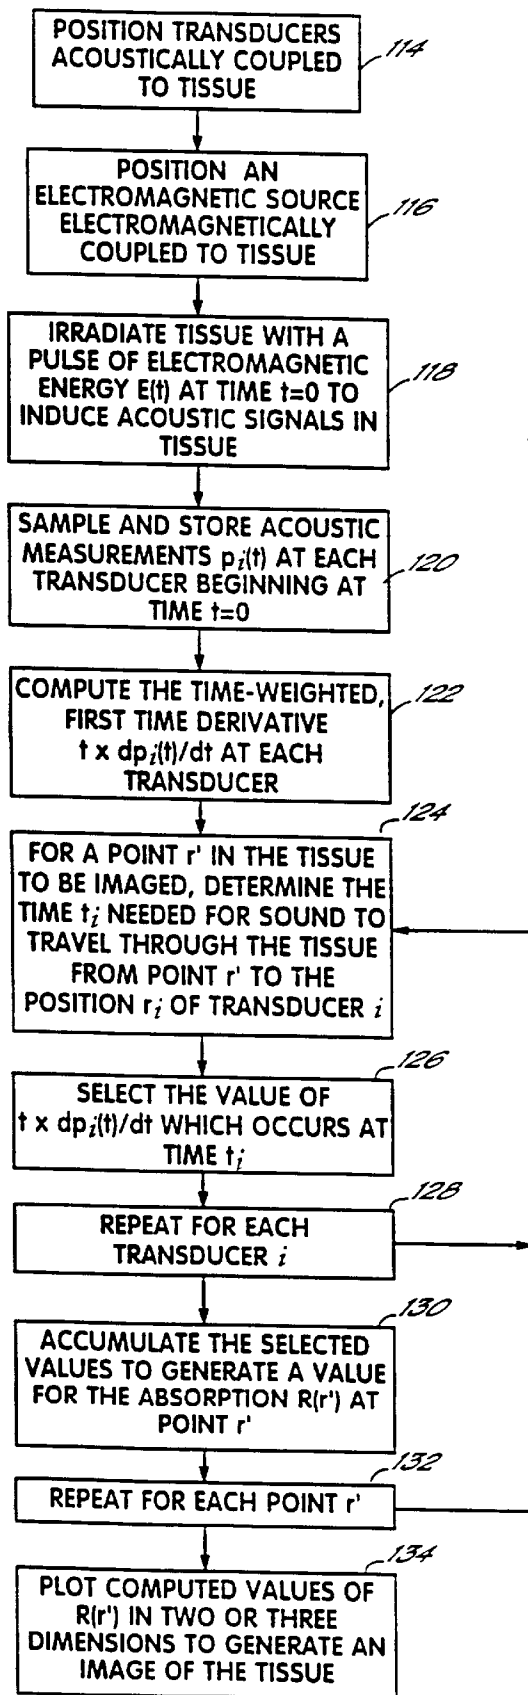 POSITION TRANSDUCERS
ACOUSTICALLY COUPLED
TO TISSUE
114
POSITION AN
ELECTROMAGNETIC SOURCE
ELECTROMAGNETICALLY
COUPLED TO TISSUE
116
IRRADIATE TISSUE WITH A
PULSE OF ELECTROMAGNETIC
ENERGY E(t) AT TIME t=0 TO
INDUCE ACOUSTIC SIGNALS IN
TISSUE
118
SAMPLE AND STORE ACOUSTIC
MEASUREMENTS pi(t) AT EACH
TRANSDUCER BEGINNING AT
TIME t=0
120
COMPUTE THE TIME-WEIGHTED,
FIRST TIME DERIVATIVE
t x dpi(t)/dt AT EACH
TRANSDUCER
122
124
FOR A POINT r' IN THE TISSUE
TO BE IMAGED, DETERMINE THE
TIME ti NEEDED FOR SOUND TO
TRAVEL THROUGH THE TISSUE
FROM POINT r' TO THE
POSITION ri OF TRANSDUCER i
126
SELECT THE VALUE OF
t x dpi(t)/dt WHICH OCCURS AT
TIME ti
128
REPEAT FOR EACH
TRANSDUCER i
130
ACCUMULATE THE SELECTED
VALUES TO GENERATE A VALUE
FOR THE ABSORPTION R(r') AT
POINT r'
132
REPEAT FOR EACH POINT r'
134
PLOT COMPUTED VALUES OF
R(r') IN TWO OR THREE
DIMENSIONS TO GENERATE AN
IMAGE OF THE TISSUE